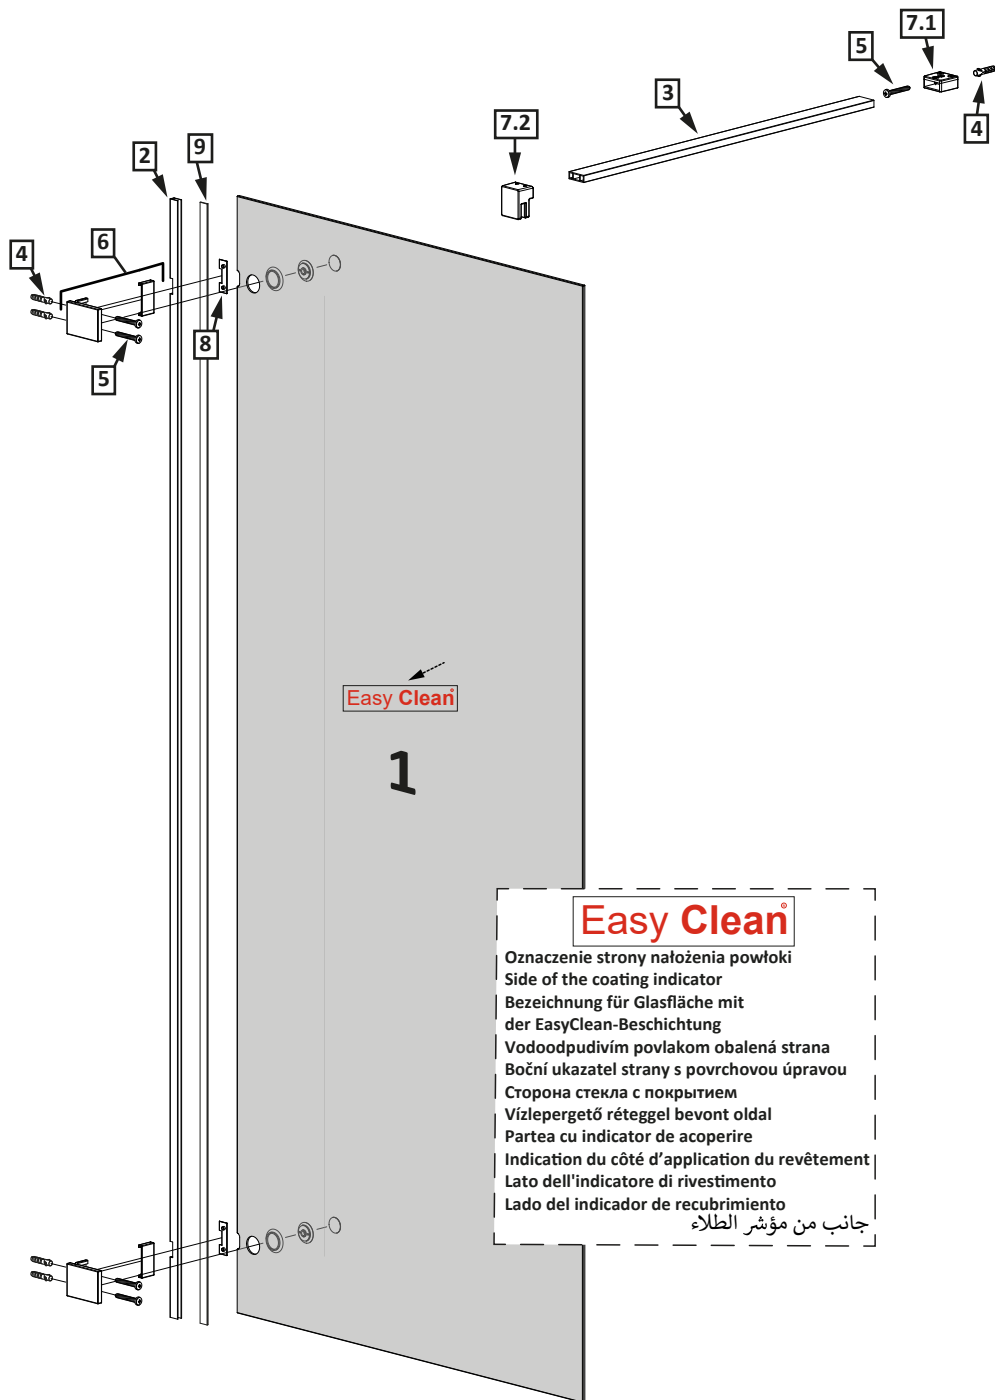 7.1
5
3
4
7.2
9
2
6
4
8
5
Easy Clean
1
Easy Clean
Oznaczenie strony nałożenia powłoki
Side of the coating indicator
Bezeichnung für Glasfläche mit
der EasyClean-Beschichtung
Vodoodpudivím povlakom obalená strana
Boční ukazatel strany s povrchovou úpravou
Сторона стекла с покрытием
Vízlepergető réteggel bevont oldal
Partea cu indicator de acoperire
Indication du côté d’application du revêtement
Lato dell'indicatore di rivestimento
Lado del indicador de recubrimiento
جانب من مؤشر الطلاء